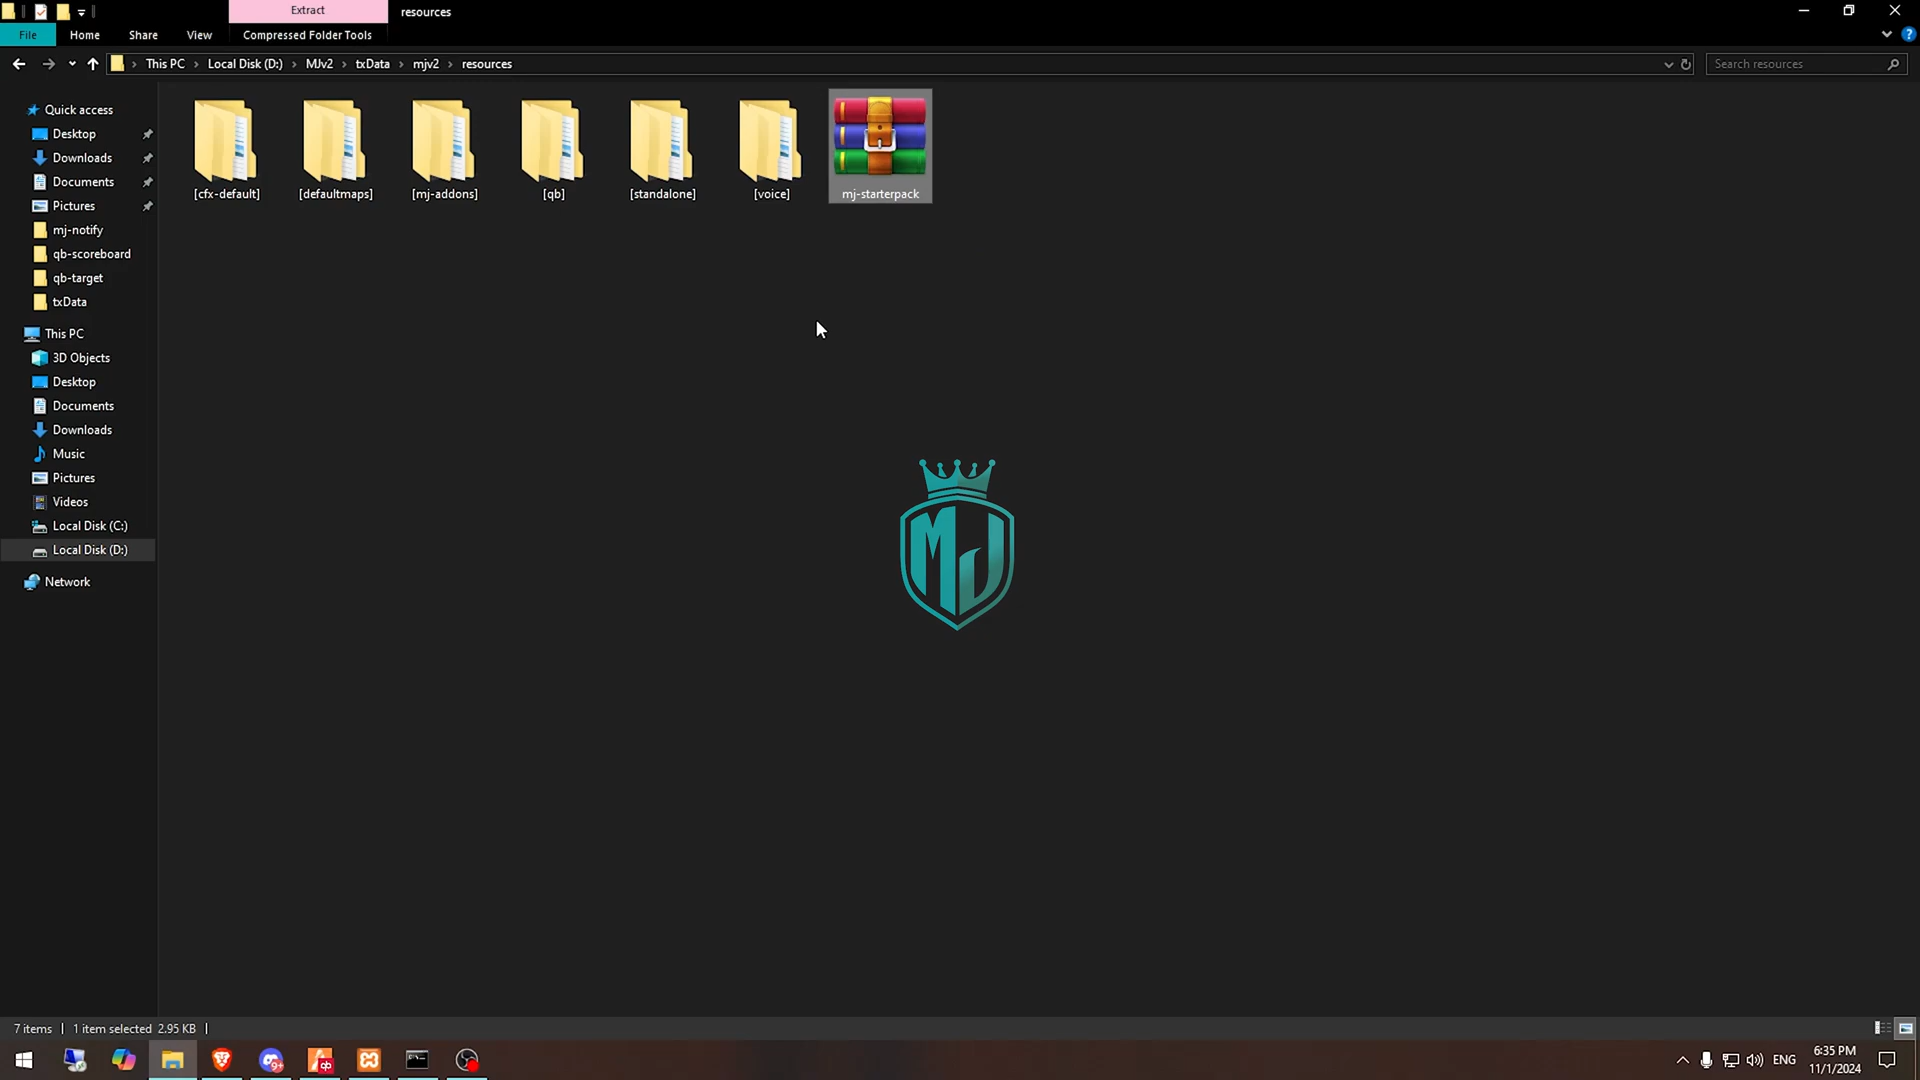 Extract
resources
File
Home
Share
View
Compressed Folder Tools
This PC
Local Disk (D:)
MJv2
txData
mjv2
resources
Search resources
Quick access
Desktop
Downloads
Documents
Pictures
mj-notify
qb-scoreboard
qb-target
txData
This PC
3D Objects
Desktop
Documents
Downloads
Music
Pictures
Videos
Local Disk (C:)
Local Disk (D:)
Network
[cfx-default]
[defaultmaps]
[mj-addons]
[qb]
[standalone]
[voice]
mj-starterpack
MJ
7 items
1 item selected 2.95 KB
9+
qb
ENG
6:35 PM
11/1/2024